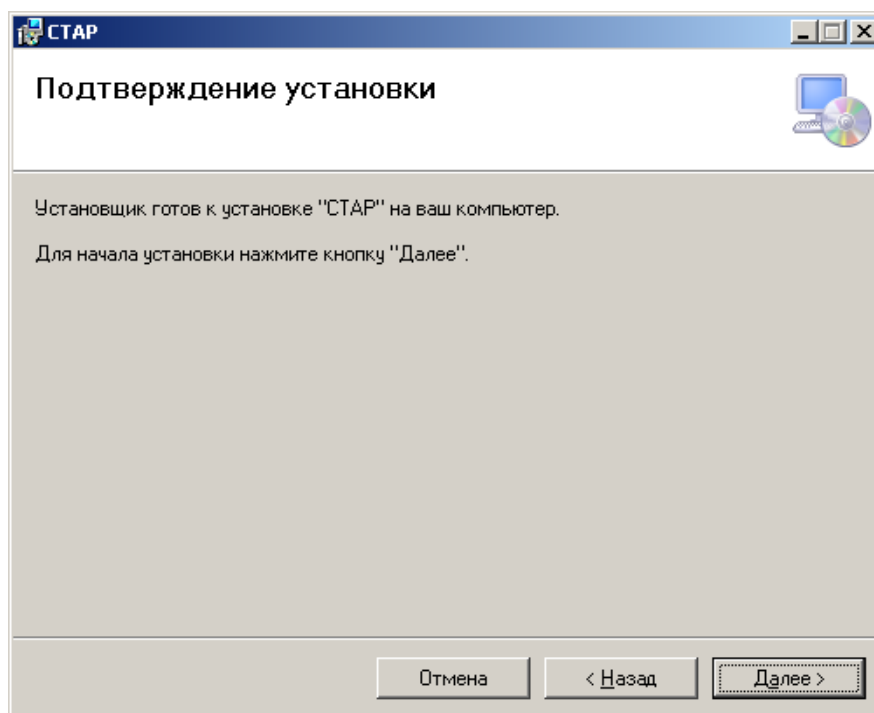 СТАР
Подтверждение установки
Установщик готов к установке "СТАР" на ваш компьютер.
Для начала установки нажмите кнопку "Далее".
Отмена
< Назад
Далее >